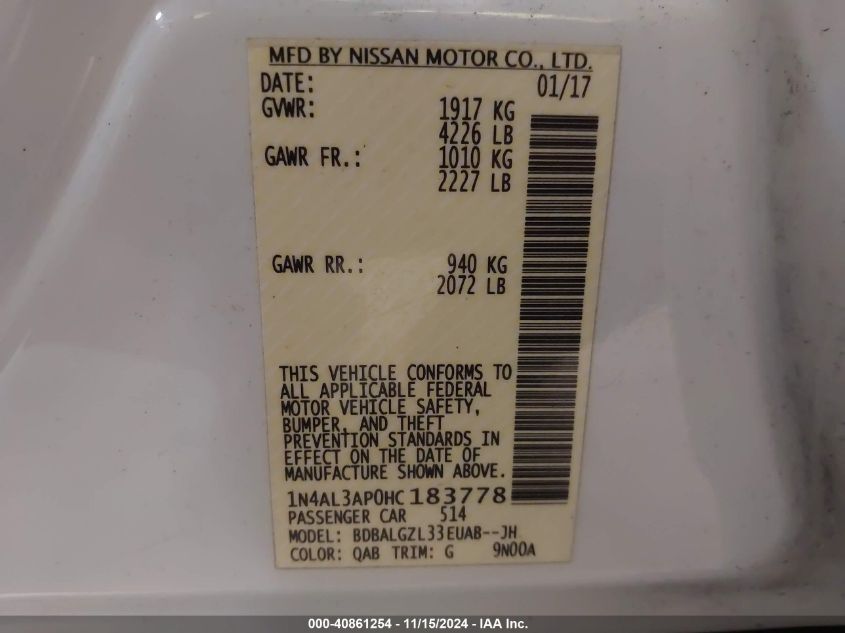 MFD BY NISSAN MOTOR CO., LTD.
DATE: 01/17
GVWR: 1917 KG
4226 LB
GAWR FR.: 1010 KG
2227 LB
GAWR RR.: 940 KG
2072 LB
THIS VEHICLE CONFORMS TO
ALL APPLICABLE FEDERAL
MOTOR VEHICLE SAFETY,
BUMPER, AND THEFT
PREVENTION STANDARDS IN
EFFECT ON THE DATE OF
MANUFACTURE SHOWN ABOVE.
1N4AL3AP0HC183778
PASSENGER CAR 514
MODEL: BDBALGZL33EUAB--JH
COLOR: QAB TRIM: G 9N00A
000-40861254 - 11/15/2024 - IAA Inc.